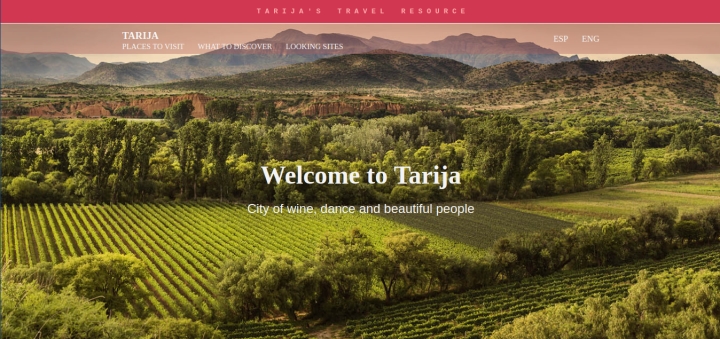 TARIJA'S TRAVEL RESOURCE
TARIJA
PLACES TO VISIT WHAT TO DISCOVER LOOKING SITES
ESP ENG
Welcome to Tarija
City of wine, dance and beautiful people